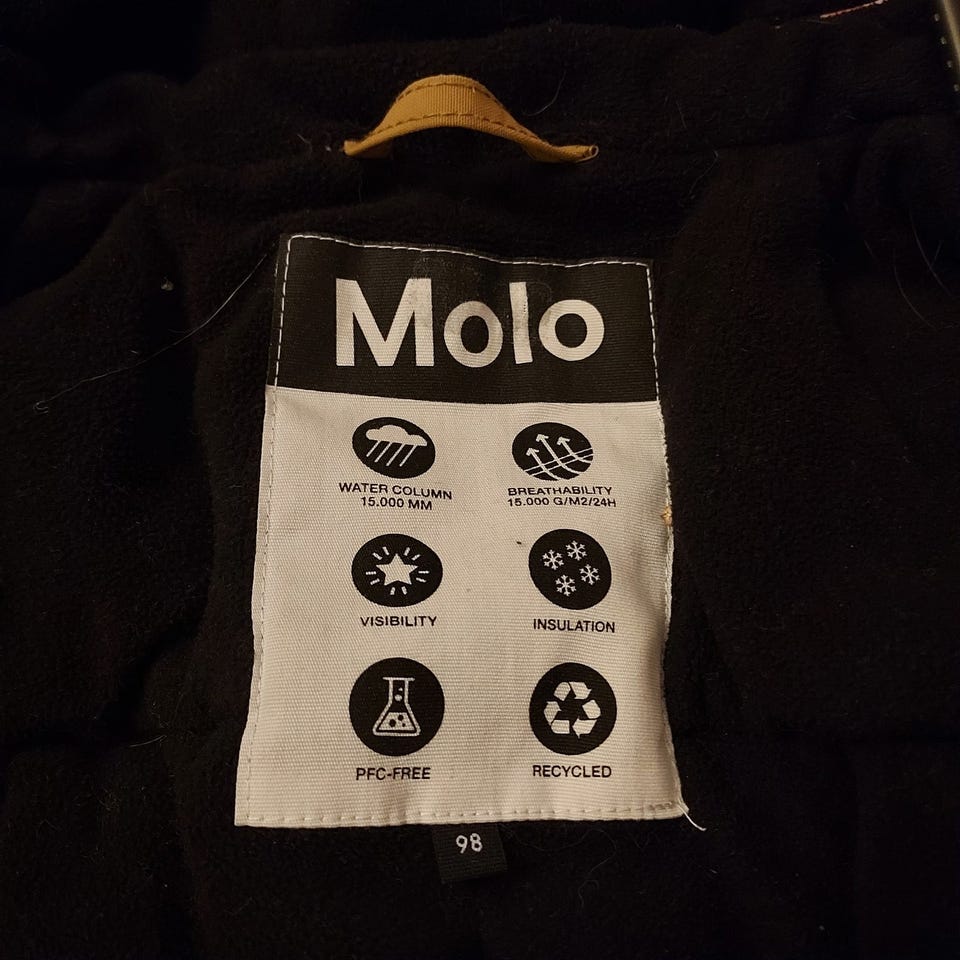 Molo
WATER COLUMN
15.000 MM
BREATHABILITY
15.000 G/M2/24H
VISIBILITY
INSULATION
PFC-FREE
RECYCLED
98